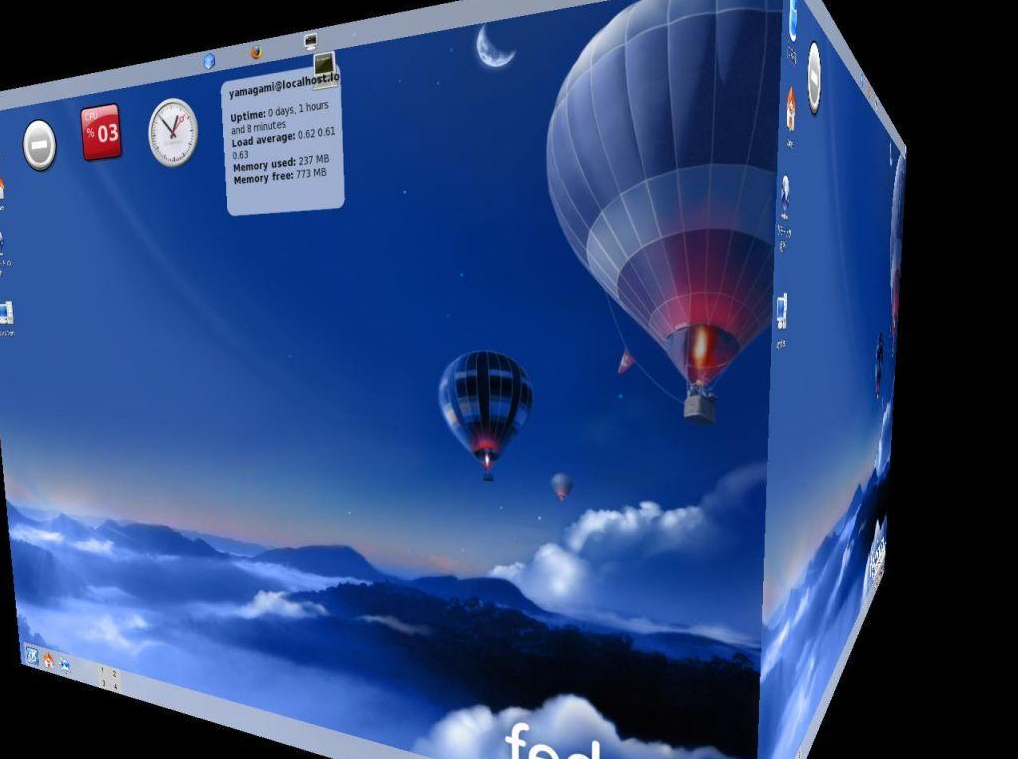 yamagami@localhost.lo
Uptime: 0 days, 1 hours
and 8 minutes
Load average: 0.62 0.61
0.63
Memory used: 237 MB
Memory free: 773 MB
CPU
% 03
1 2
3 4
fed